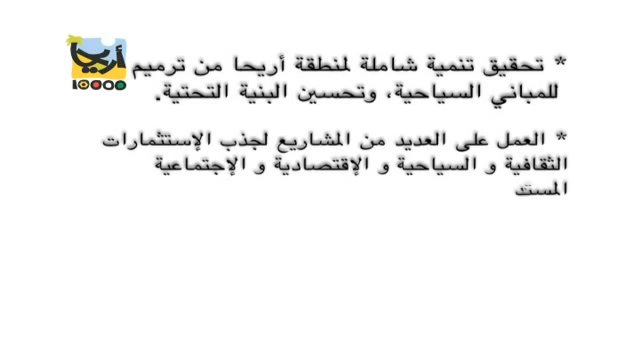 أريحا
10000
* تحقيق تنمية شاملة لمنطقة أريحا من ترميم
للمباني السياحية، وتحسين البنية التحتية.
* العمل على العديد من المشاريع لجذب الإستثمارات
الثقافية و السياحية و الإقتصادية و الإجتماعية